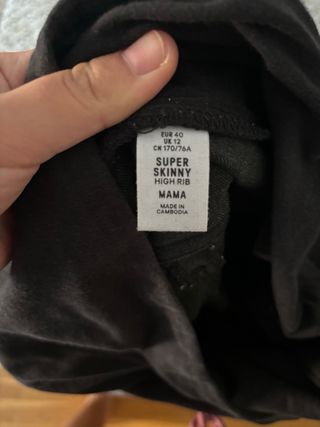 EUR 40
UK 12
CN 170/76A
SUPER
SKINNY
HIGH RIB
MAMA
MADE IN
CAMBODIA